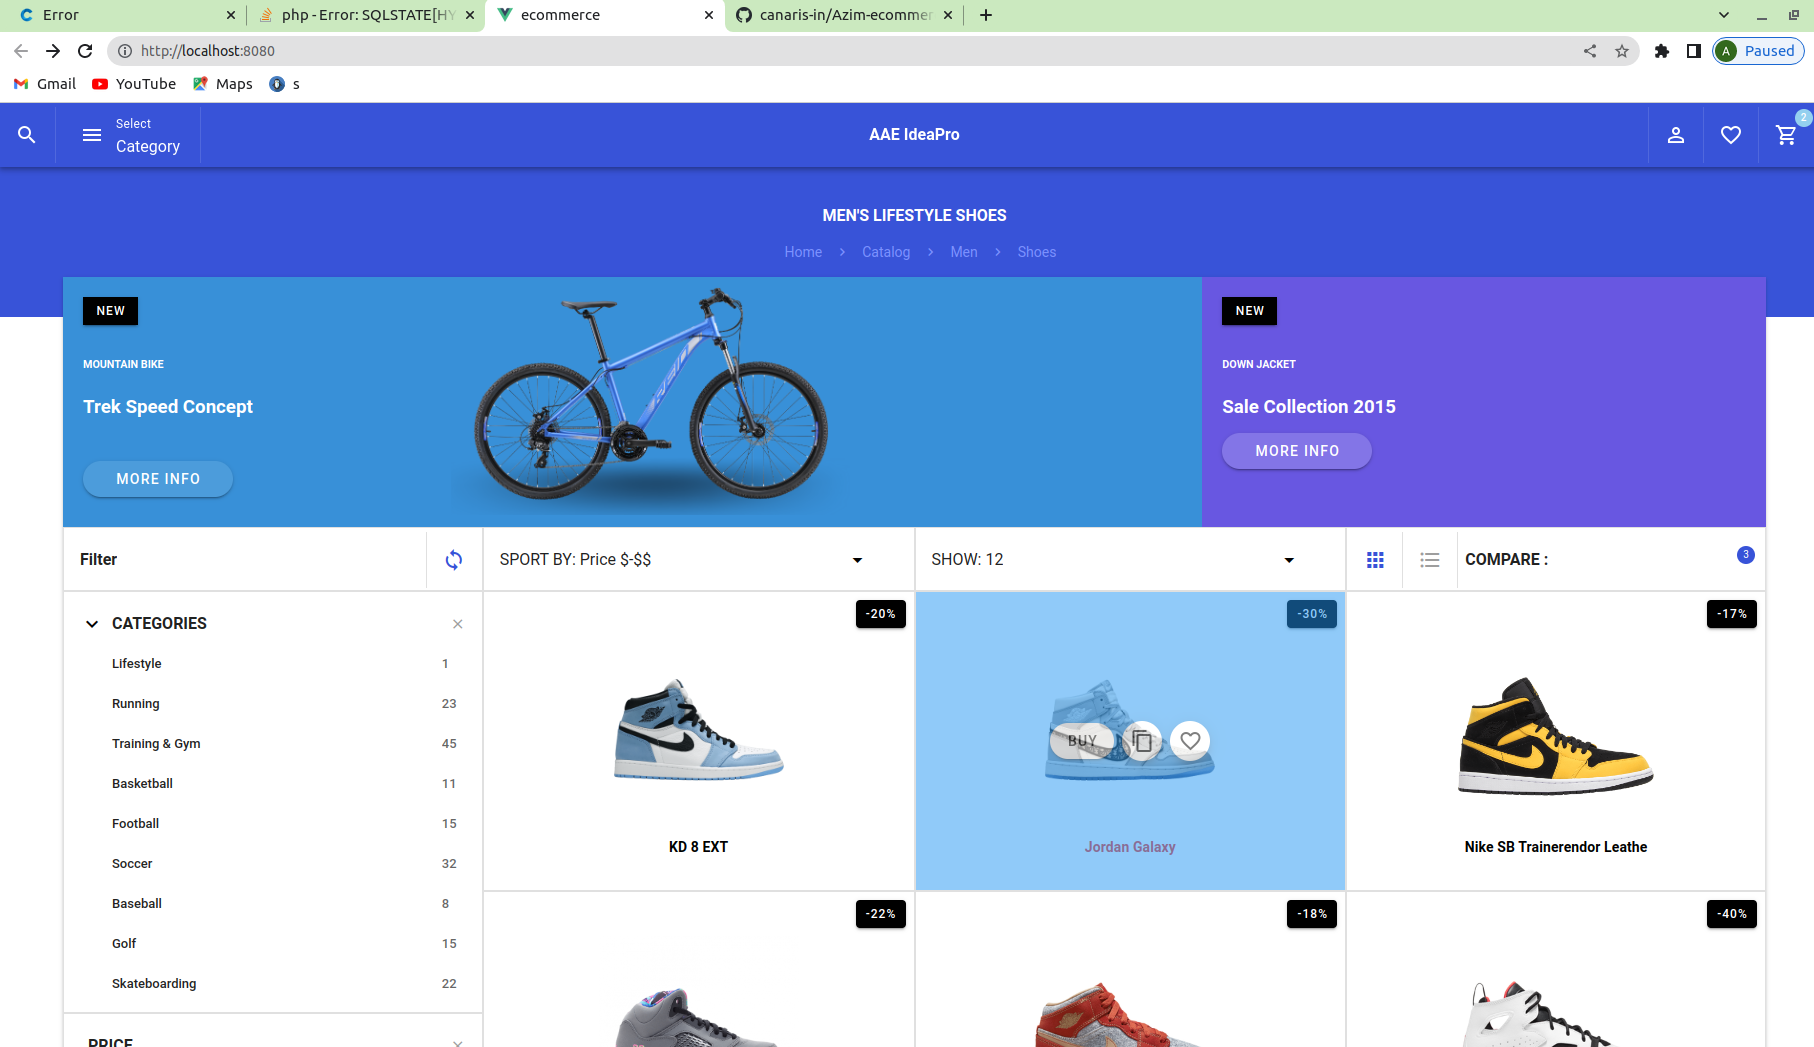 Error
php - Error: SQLSTATE[HY
ecommerce
canaris-in/Azim-ecommer
http://localhost:8080
A Paused
Gmail YouTube Maps s
Select
Category
AAE IdeaPro
2
MEN'S LIFESTYLE SHOES
Home Catalog Men Shoes
NEW
MOUNTAIN BIKE
Trek Speed Concept
MORE INFO
NEW
DOWN JACKET
Sale Collection 2015
MORE INFO
Filter
SPORT BY: Price $-$$
SHOW: 12
COMPARE :
3
CATEGORIES
Lifestyle 1
Running 23
Training & Gym 45
Basketball 11
Football 15
Soccer 32
Baseball 8
Golf 15
Skateboarding 22
PRICE
-20%
KD 8 EXT
-30%
BUY
Jordan Galaxy
-17%
Nike SB Trainerendor Leathe
-22%
-18%
-40%